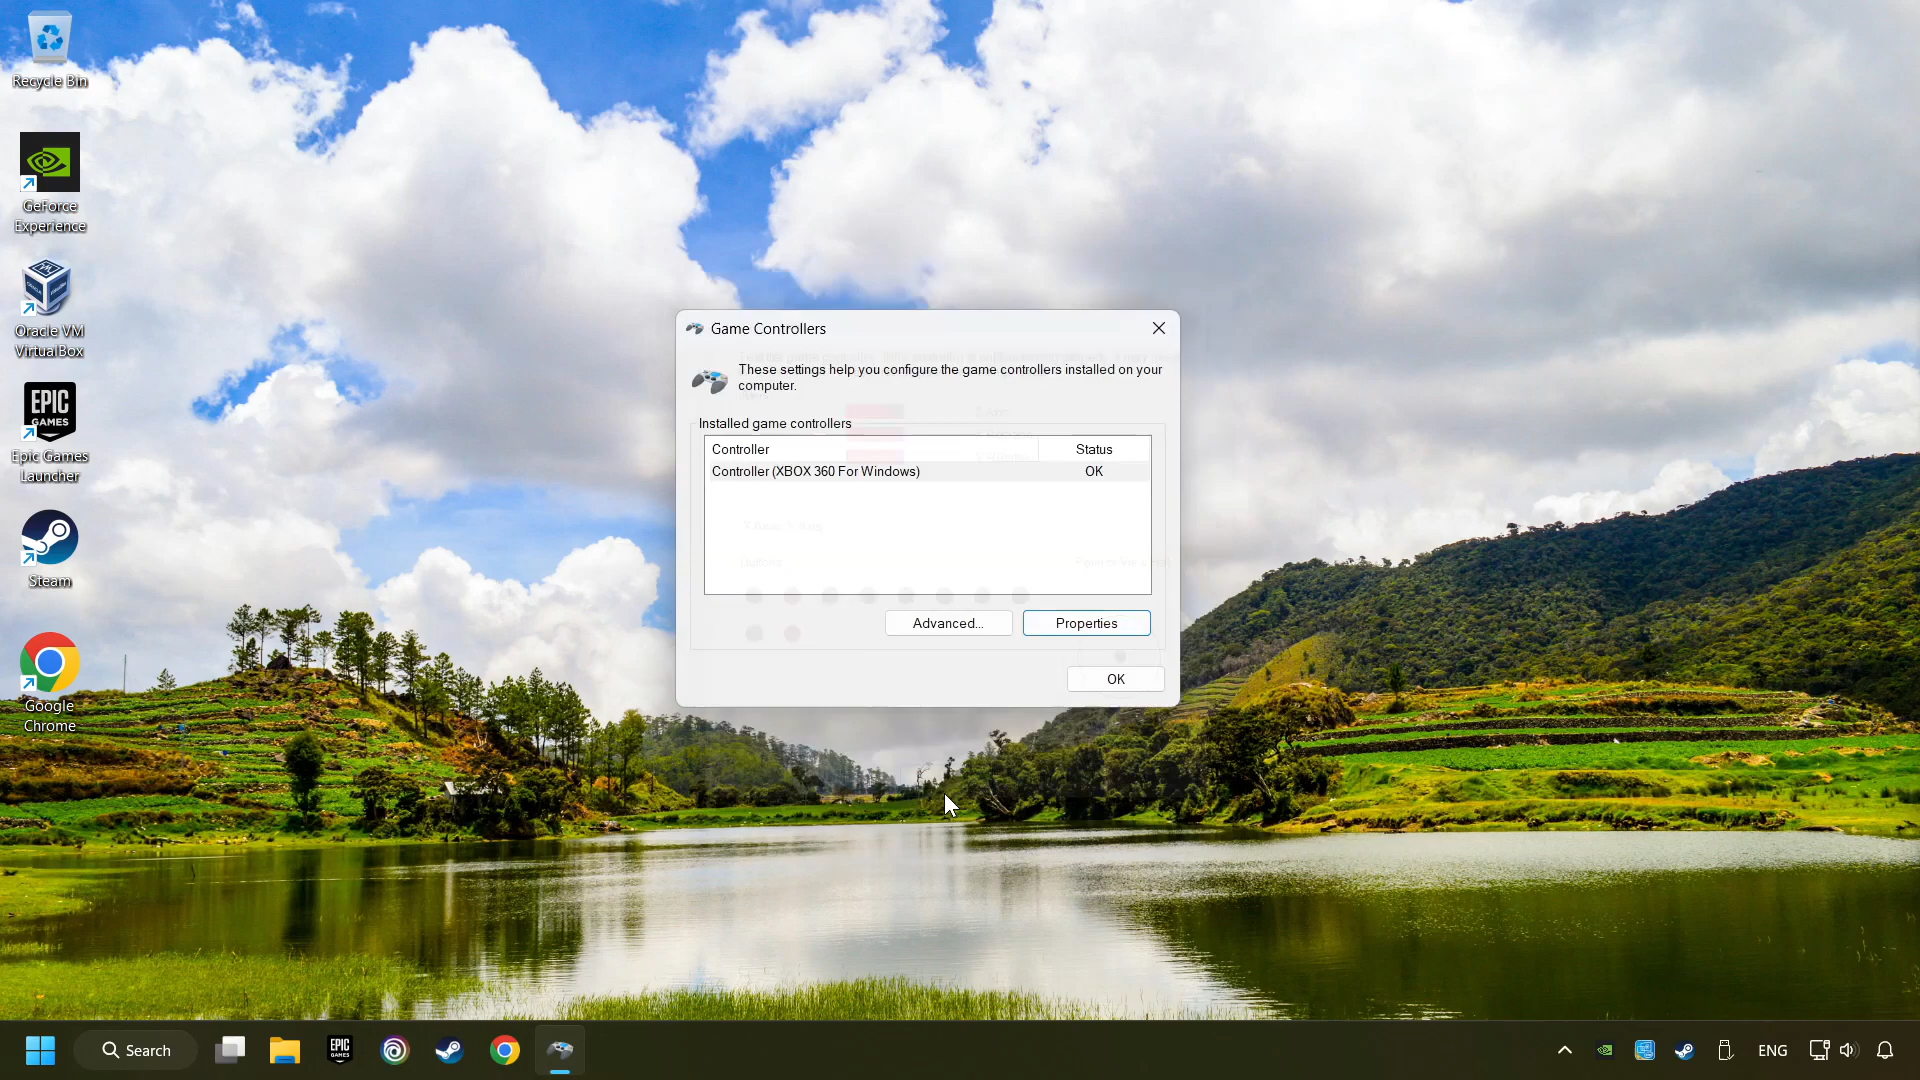 Recycle Bin
GeForce
Experience
Oracle VM
VirtualBox
EPIC
GAMES
Epic Games
Launcher
Steam
Google
Chrome
Game Controllers
These settings help you configure the game controllers installed on your
computer.
Installed game controllers
Controller Status
Controller (XBOX 360 For Windows) OK
Advanced... Properties
OK
Search
EPIC
GAMES
ENG